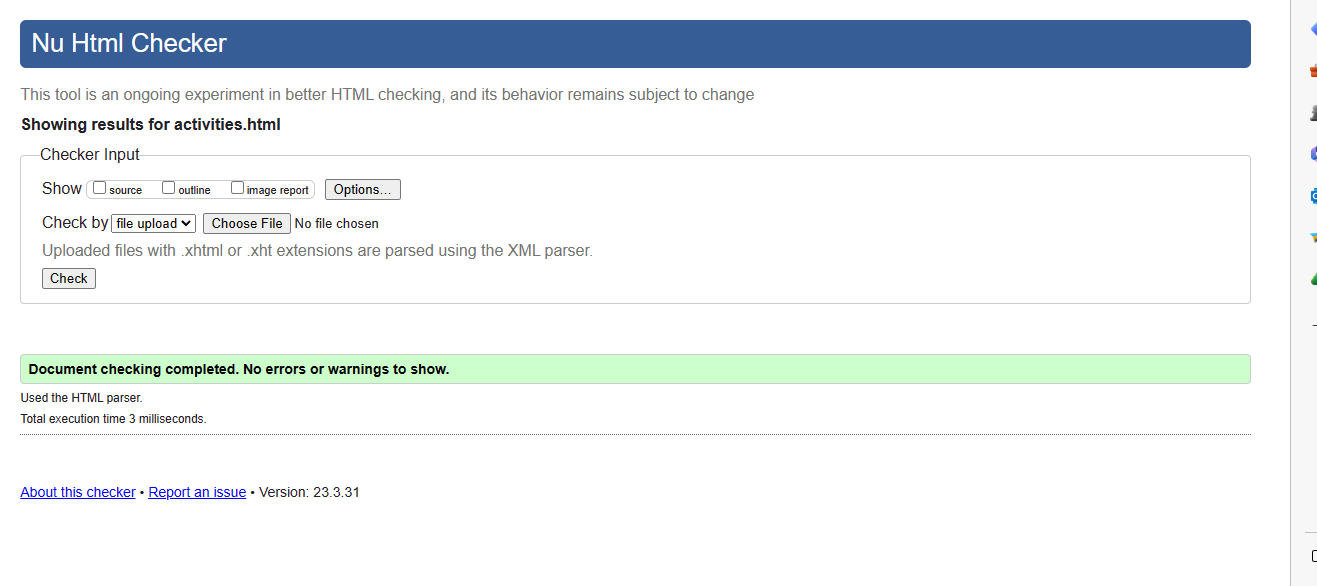 Nu Html Checker
This tool is an ongoing experiment in better HTML checking, and its behavior remains subject to change
Showing results for activities.html
Checker Input
Show source outline image report Options...
Check by file upload Choose File No file chosen
Uploaded files with .xhtml or .xht extensions are parsed using the XML parser.
Check
Document checking completed. No errors or warnings to show.
Used the HTML parser.
Total execution time 3 milliseconds.
About this checker • Report an issue • Version: 23.3.31